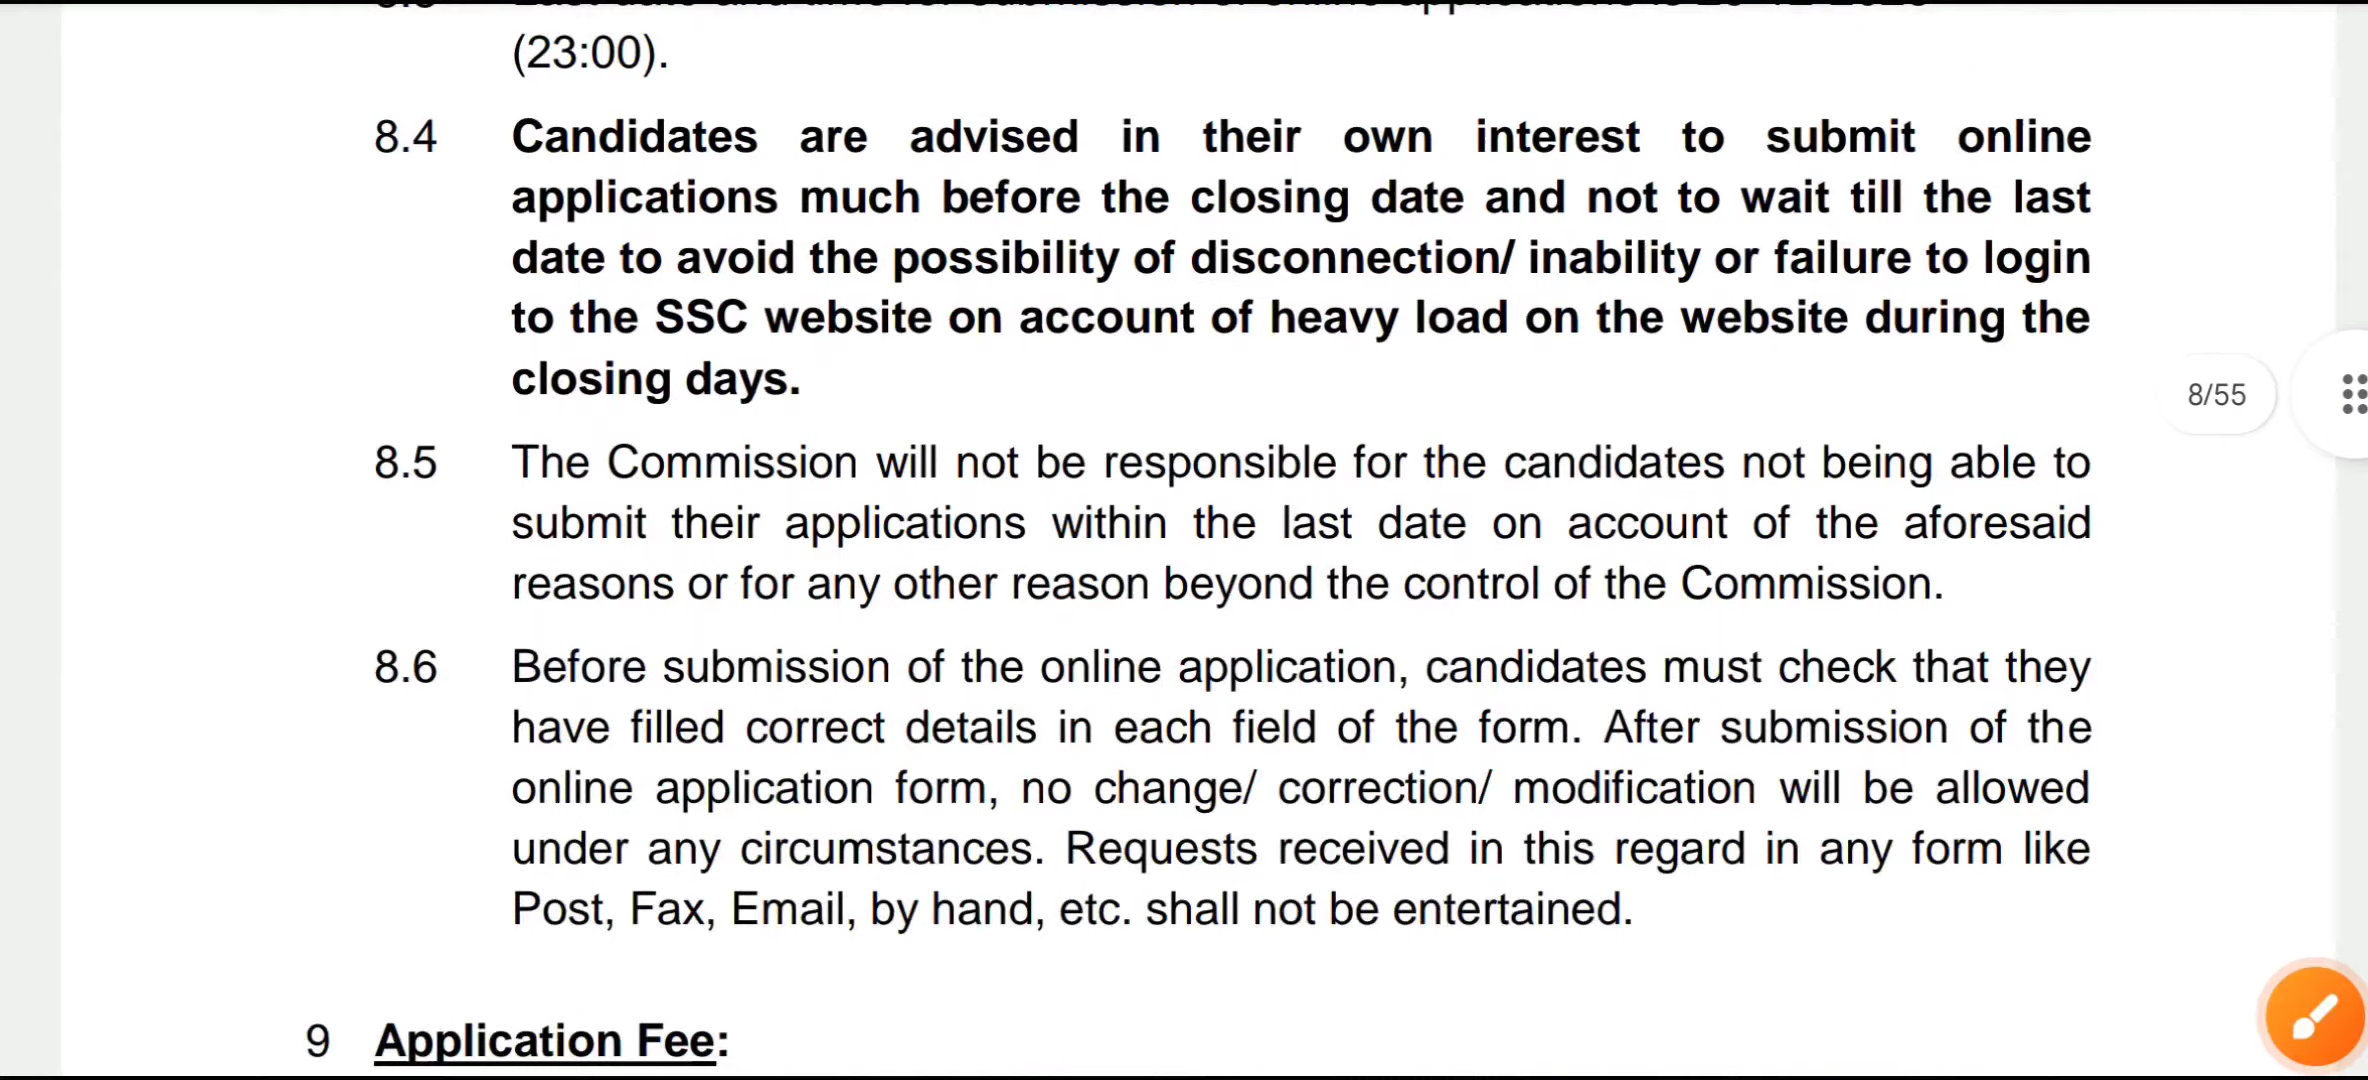 (23:00).
8.4 Candidates are advised in their own interest to submit online
applications much before the closing date and not to wait till the last
date to avoid the possibility of disconnection/ inability or failure to login
to the SSC website on account of heavy load on the website during the
closing days.
8/55
8.5 The Commission will not be responsible for the candidates not being able to
submit their applications within the last date on account of the aforesaid
reasons or for any other reason beyond the control of the Commission.
8.6 Before submission of the online application, candidates must check that they
have filled correct details in each field of the form. After submission of the
online application form, no change/ correction/ modification will be allowed
under any circumstances. Requests received in this regard in any form like
Post, Fax, Email, by hand, etc. shall not be entertained.
9 Application Fee: